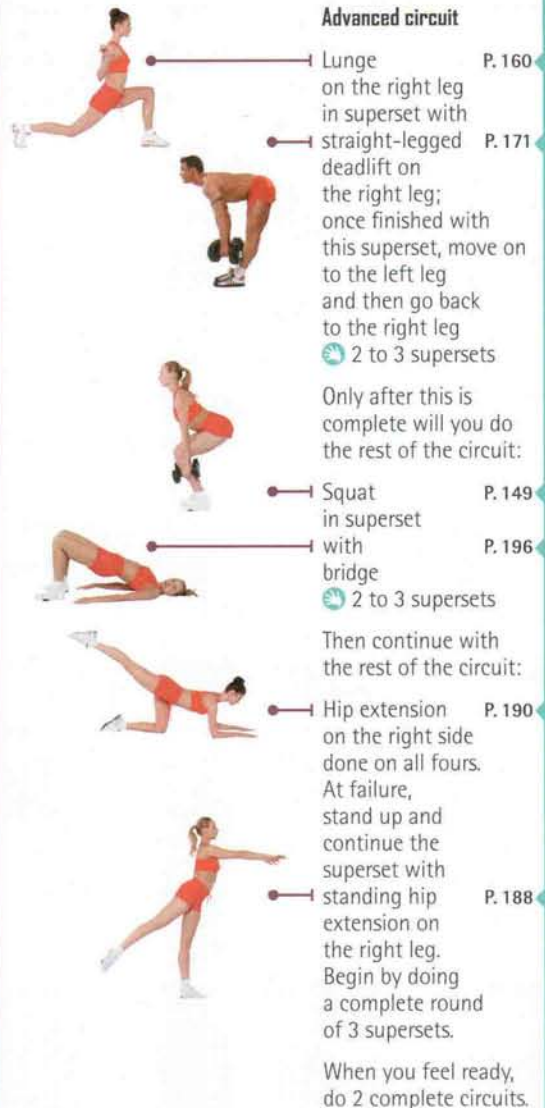 Advanced circuit
Lunge P. 160
on the right leg
in superset with
straight-legged P. 171
deadlift on
the right leg;
once finished with
this superset, move on
to the left leg
and then go back
to the right leg
2 to 3 supersets
Only after this is
complete will you do
the rest of the circuit:
Squat P. 149
in superset
with P. 196
bridge
2 to 3 supersets
Then continue with
the rest of the circuit:
Hip extension P. 190
on the right side
done on all fours.
At failure,
stand up and
continue the
superset with
standing hip P. 188
extension on
the right leg.
Begin by doing
a complete round
of 3 supersets.
When you feel ready,
do 2 complete circuits.